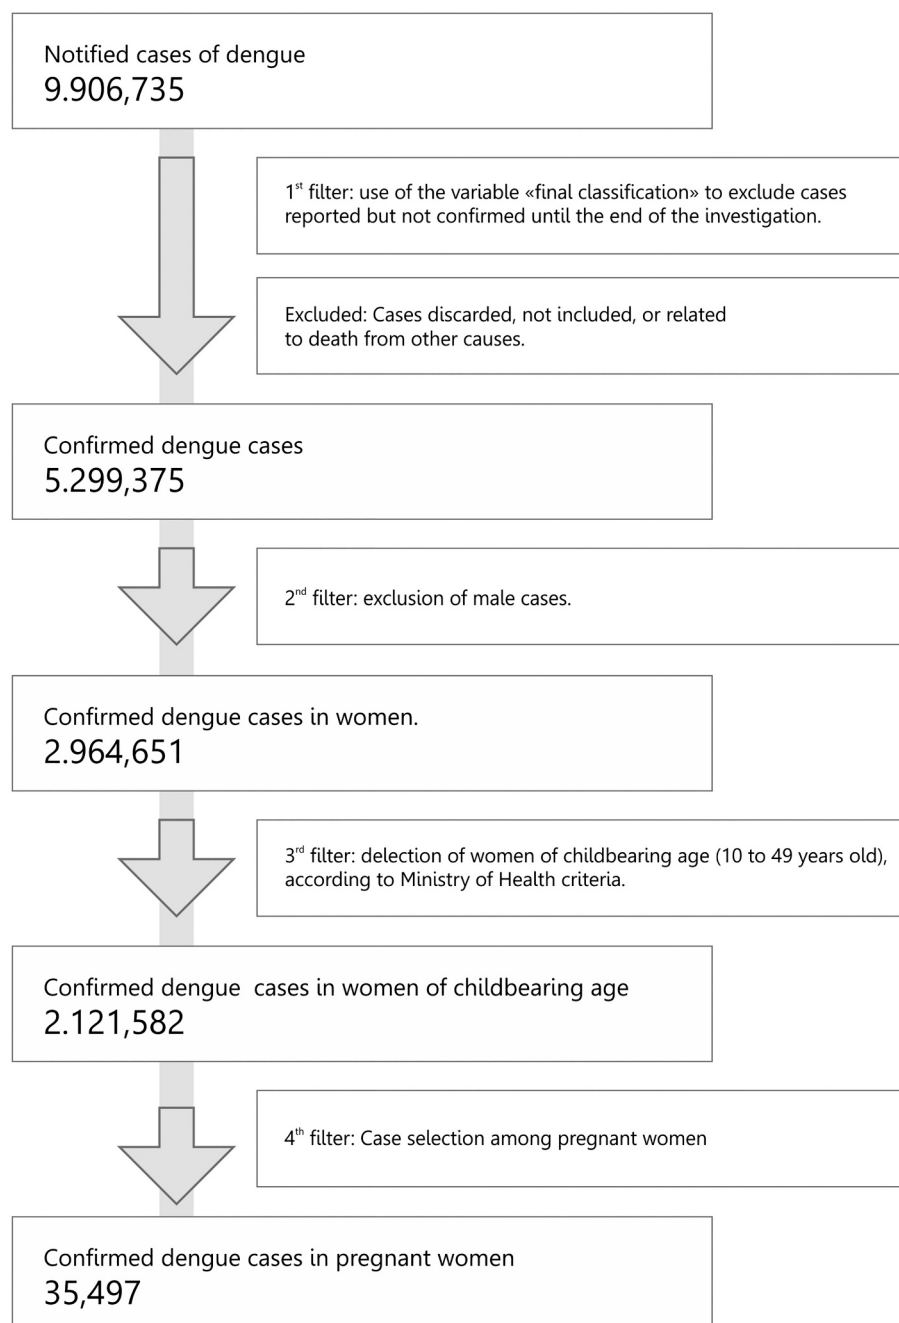 Notified cases of dengue
9.906,735
1st filter: use of the variable «final classification» to exclude cases
reported but not confirmed until the end of the investigation.
Excluded: Cases discarded, not included, or related
to death from other causes.
Confirmed dengue cases
5.299,375
2nd filter: exclusion of male cases.
Confirmed dengue cases in women.
2.964,651
3rd filter: delection of women of childbearing age (10 to 49 years old),
according to Ministry of Health criteria.
Confirmed dengue  cases in women of childbearing age
2.121,582
4th filter: Case selection among pregnant women
Confirmed dengue cases in pregnant women
35,497